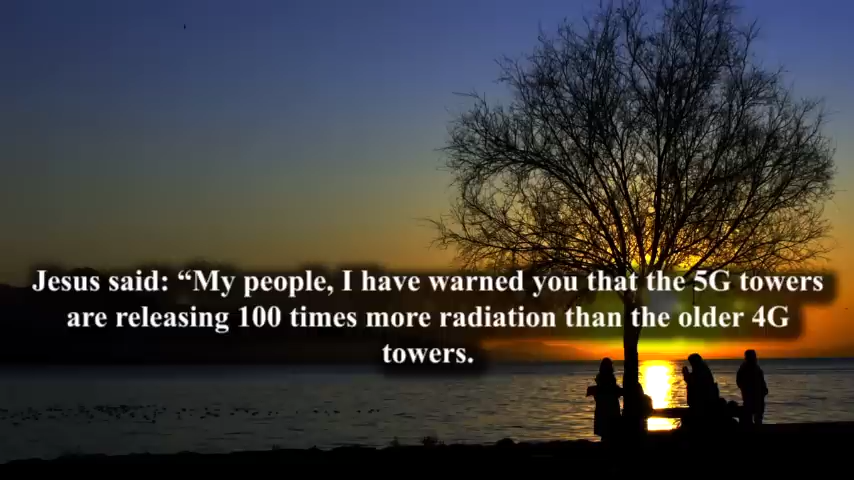 Jesus said: “My people, I have warned you that the 5G towers
are releasing 100 times more radiation than the older 4G
towers.